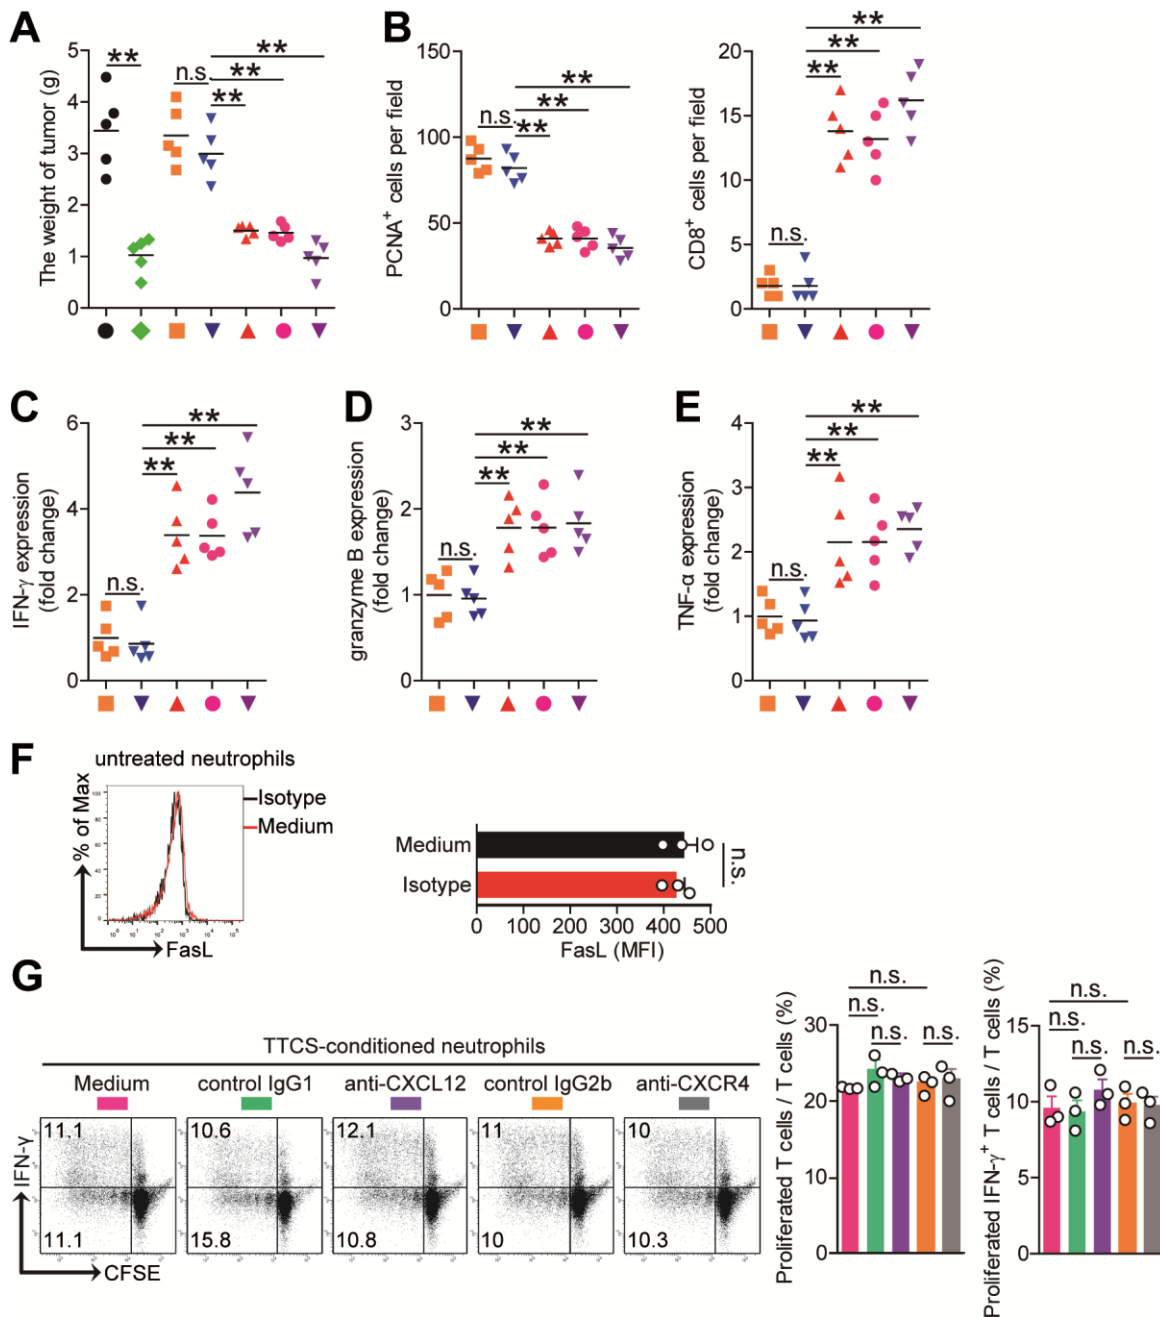 A
The weight of tumor (g)
5
4
3
2
1
0
**
n.s.
**
**
**
B
PCNA+ cells per field
150
100
50
0
n.s.
**
**
**
CD8+ cells per field
20
15
10
5
0
n.s.
**
**
**
C
IFN-γ expression
(fold change)
6
4
2
0
n.s.
**
**
**
D
granzyme B expression
(fold change)
3
2
1
0
n.s.
**
**
**
E
TNF-α expression
(fold change)
4
3
2
1
0
n.s.
**
**
**
F
untreated neutrophils
% of Max
100
80
60
40
20
0
Isotype
Medium
FasL
Medium
Isotype
n.s.
0 100 200 300 400 500
FasL (MFI)
G
TTCS-conditioned neutrophils
Medium control IgG1 anti-CXCL12 control IgG2b anti-CXCR4
IFN-γ
11.1 10.6 12.1 11 10
11.1 15.8 10.8 10 10.3
CFSE
Proliferated T cells / T cells (%)
30
20
10
0
n.s.
n.s.
n.s.
n.s.
Proliferated IFN-γ+ T cells / T cells (%)
15
10
5
0
n.s.
n.s.
n.s.
n.s.